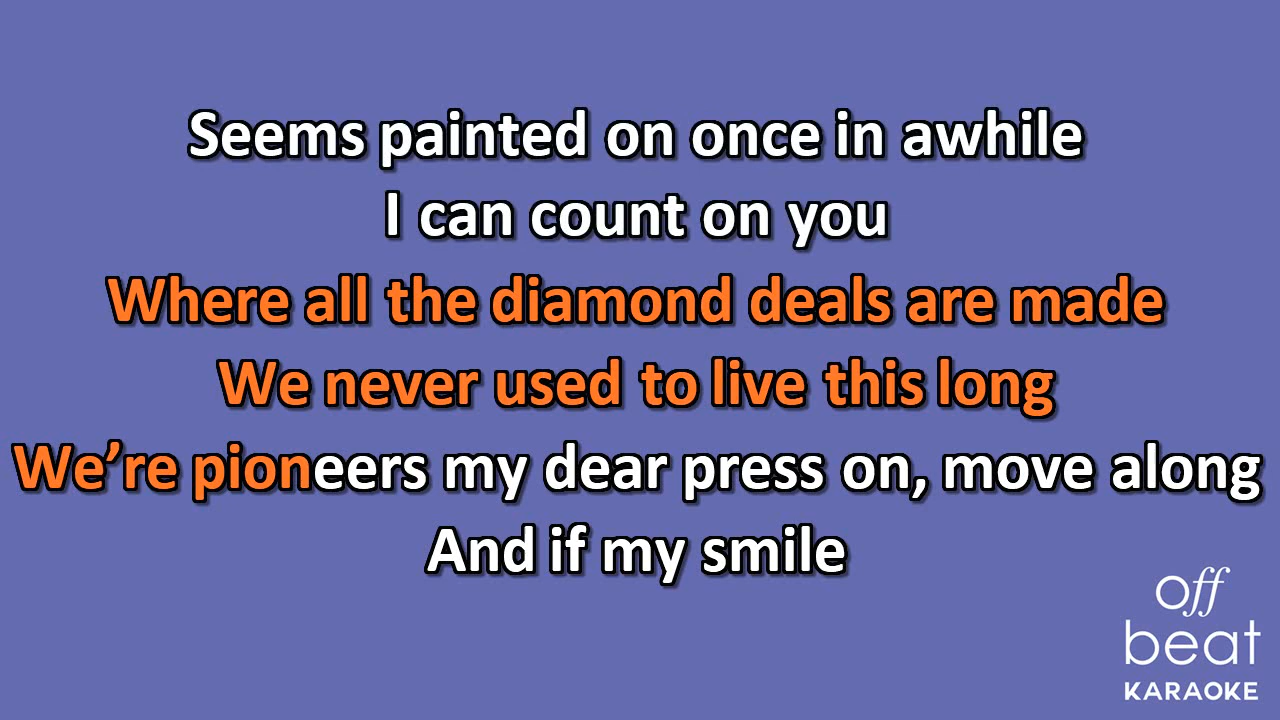 Seems painted on once in awhile
I can count on you
Where all the diamond deals are made
We never used to live this long
We’re pioneers my dear press on, move along
And if my smile
off
beat
KARAOKE